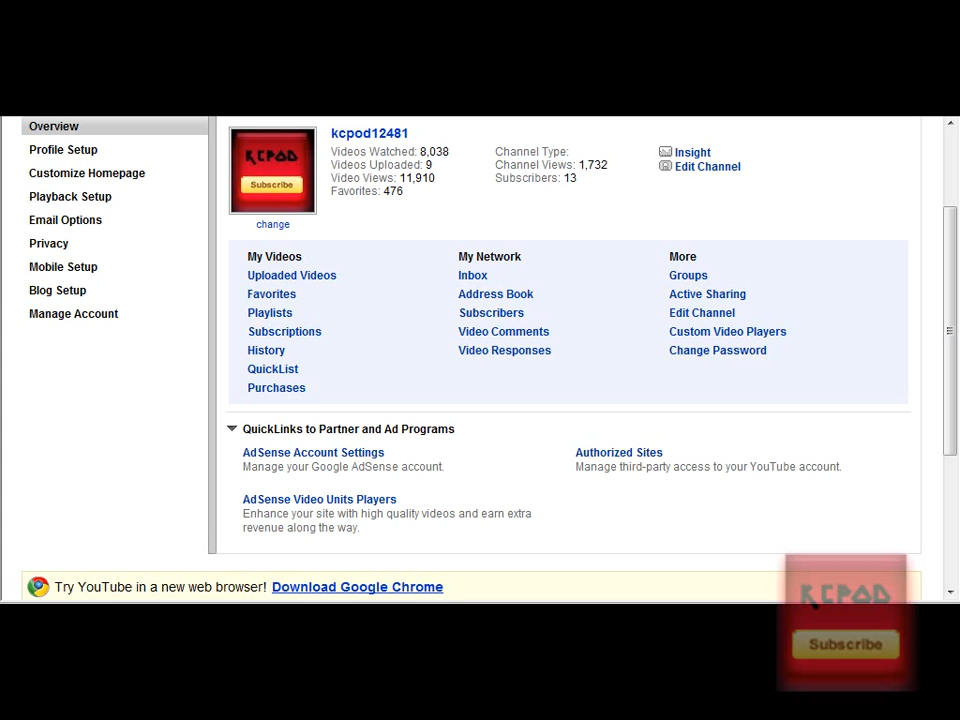 Overview
Profile Setup
Customize Homepage
Playback Setup
Email Options
Privacy
Mobile Setup
Blog Setup
Manage Account
KCPOD
Subscribe
change
kcpod12481
Videos Watched: 8,038
Videos Uploaded: 9
Video Views: 11,910
Favorites: 476
Channel Type:
Channel Views: 1,732
Subscribers: 13
Insight
Edit Channel
My Videos
Uploaded Videos
Favorites
Playlists
Subscriptions
History
QuickList
Purchases
My Network
Inbox
Address Book
Subscribers
Video Comments
Video Responses
More
Groups
Active Sharing
Edit Channel
Custom Video Players
Change Password
QuickLinks to Partner and Ad Programs
AdSense Account Settings
Manage your Google AdSense account.
Authorized Sites
Manage third-party access to your YouTube account.
AdSense Video Units Players
Enhance your site with high quality videos and earn extra
revenue along the way.
Try YouTube in a new web browser! Download Google Chrome
KCPOD
Subscribe